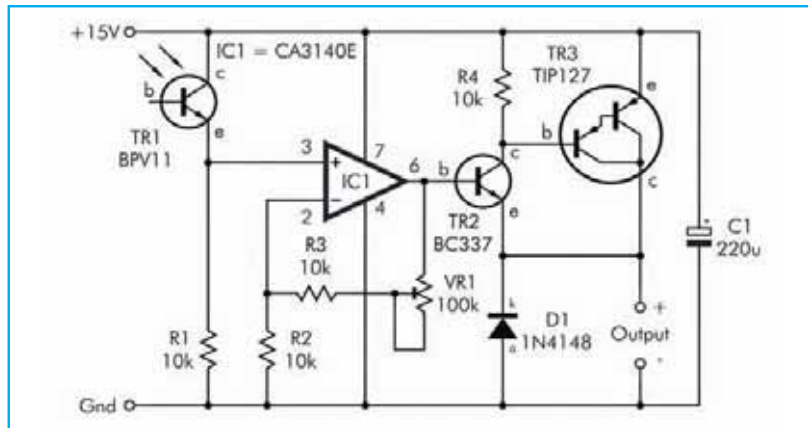 +15V
IC1 = CA3140E
TR3
TIP127
R4
10k
c
b
e
TR1
BPV11
3
+
7
6
IC1
2
-
4
b
c
e
TR2
BC337
b
e
c
C1
220u
+
R3
10k
VR1
100k
R1
10k
R2
10k
k
D1
1N4148
a
+
Output
-
Gnd